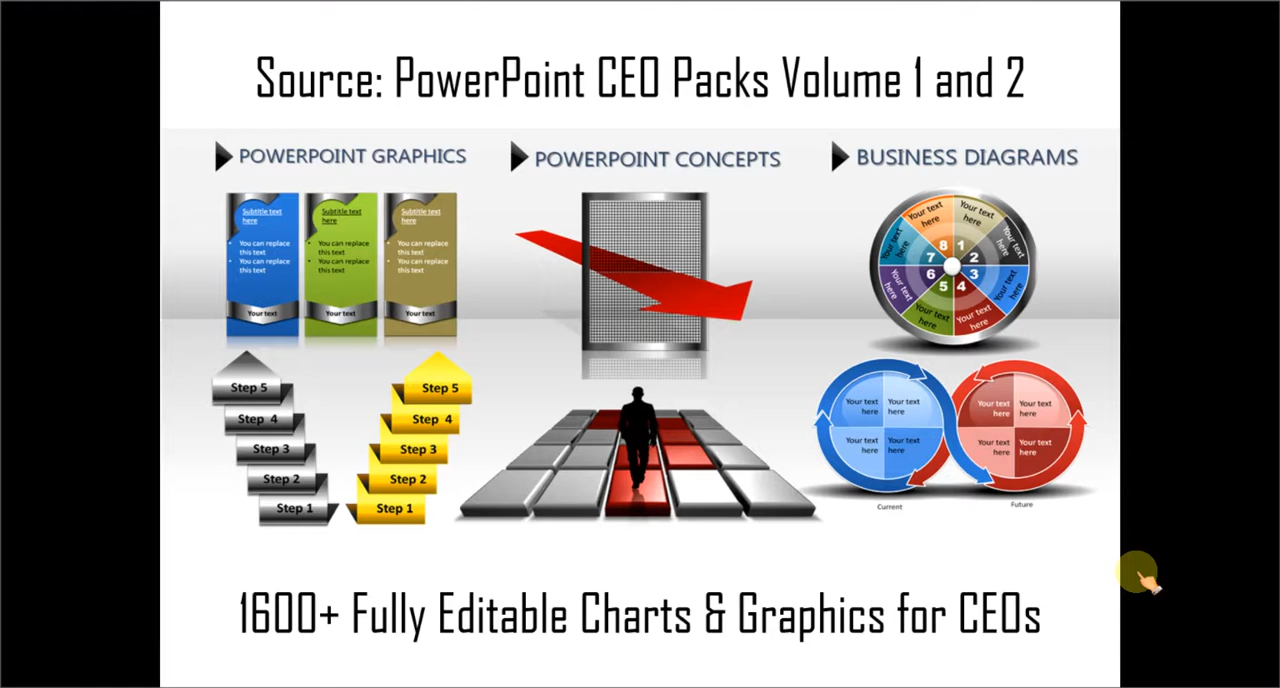 Source: PowerPoint CEO Packs Volume 1 and 2
POWERPOINT GRAPHICS
POWERPOINT CONCEPTS
BUSINESS DIAGRAMS
Subtitle text
here
• You can replace
this text
• You can replace
this text
Your text
Subtitle text
here
• You can replace
this text
• You can replace
this text
Your text
Subtitle text
here
• You can replace
this text
• You can replace
this text
Your text
Your text
here
Your text
here
Your text
here
Your text
here
Your text
here
Your text
here
Your text
here
Your text
here
8 1
7 2
6 3
5 4
Step 5
Step 4
Step 3
Step 2
Step 1
Step 5
Step 4
Step 3
Step 2
Step 1
Your text
here
Your text
here
Your text
here
Your text
here
Current
Your text
here
Your text
here
Your text
here
Your text
here
Future
1600+ Fully Editable Charts & Graphics for CEOs